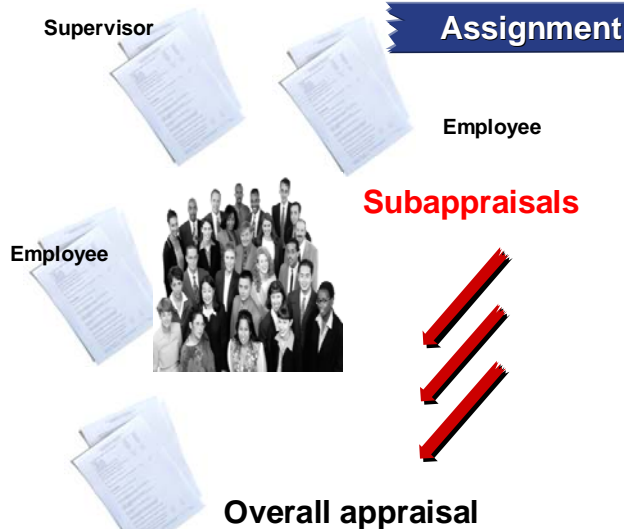 Supervisor
Assignment
Employee
Subappraisals
Employee
Overall appraisal